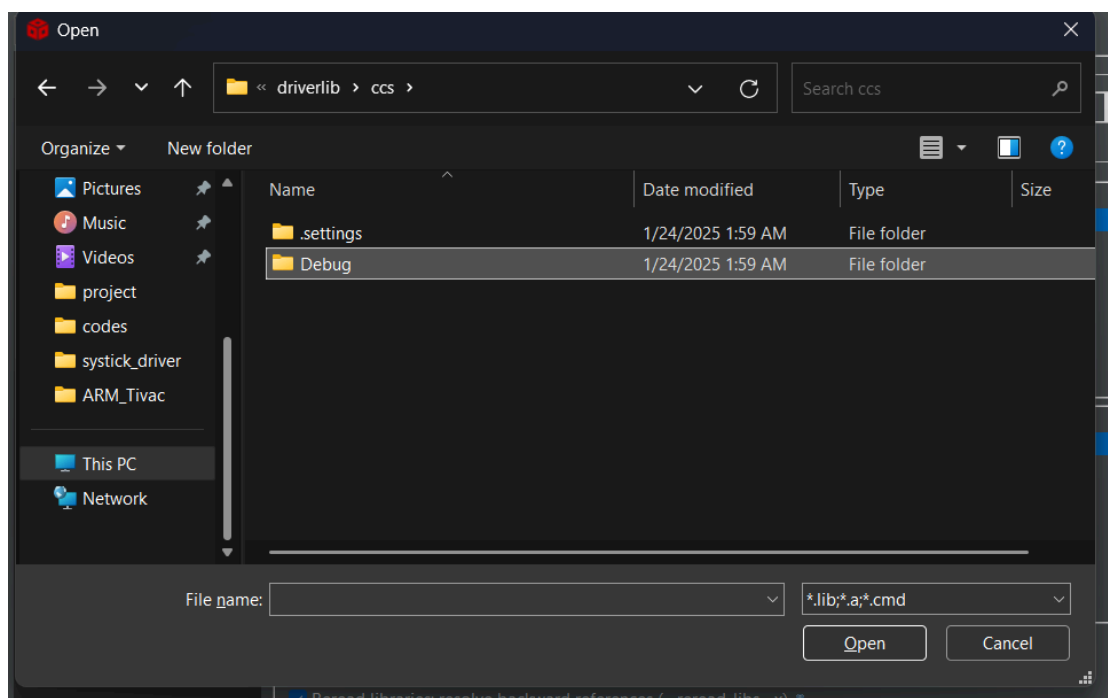 Open
« driverlib > ccs >
Search ccs
Organize
New folder
Name
Date modified
Type
Size
Pictures
Music
Videos
project
codes
systick_driver
ARM_Tivac
This PC
Network
.settings
1/24/2025 1:59 AM
File folder
Debug
1/24/2025 1:59 AM
File folder
File name:
*.lib;*.a;*.cmd
Open
Cancel